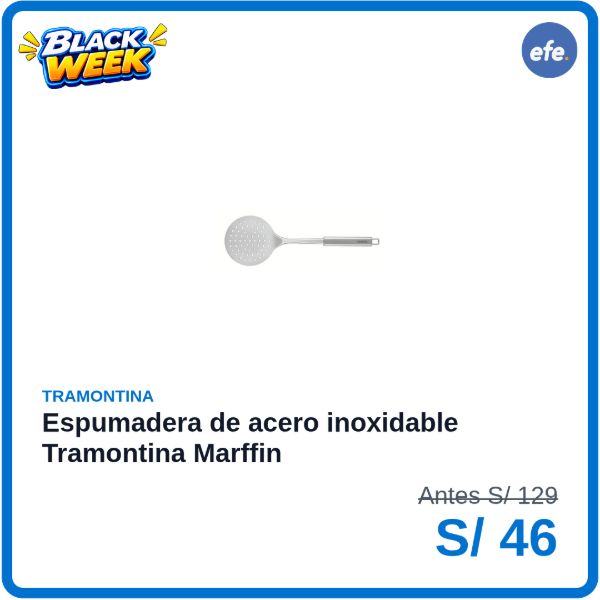 BLACK
WEEK
efe.
TRAMONTINA
Espumadera de acero inoxidable
Tramontina Marffin
Antes S/ 129
S/ 46